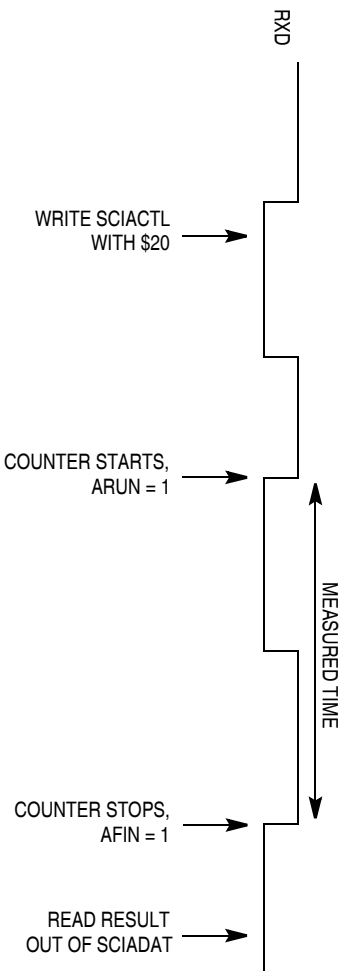 RXD
WRITE SCIACTL
WITH $20
COUNTER STARTS,
ARUN = 1
MEASURED TIME
COUNTER STOPS,
AFIN = 1
READ RESULT
OUT OF SCIADAT